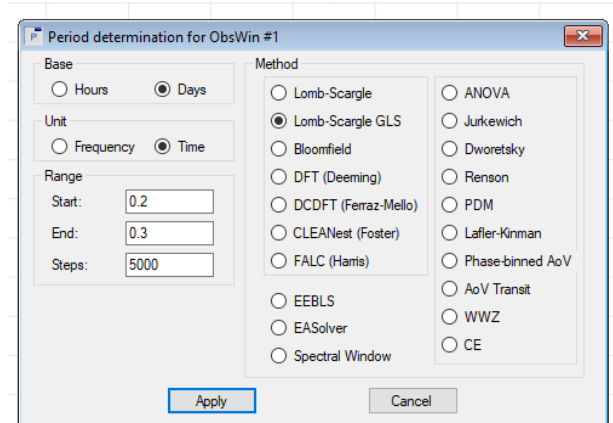 Period determination for ObsWin #1
Base
Hours
Days
Unit
Frequency
Time
Range
Start:
0.2
End:
0.3
Steps:
5000
Method
Lomb-Scargle
Lomb-Scargle GLS
Bloomfield
DFT (Deeming)
DCDFT (Ferraz-Mello)
CLEANest (Foster)
FALC (Harris)
EEBLS
EASolver
Spectral Window
ANOVA
Jurkewich
Dworetsky
Renson
PDM
Lafler-Kinman
Phase-binned AoV
AoV Transit
WWZ
CE
Apply
Cancel